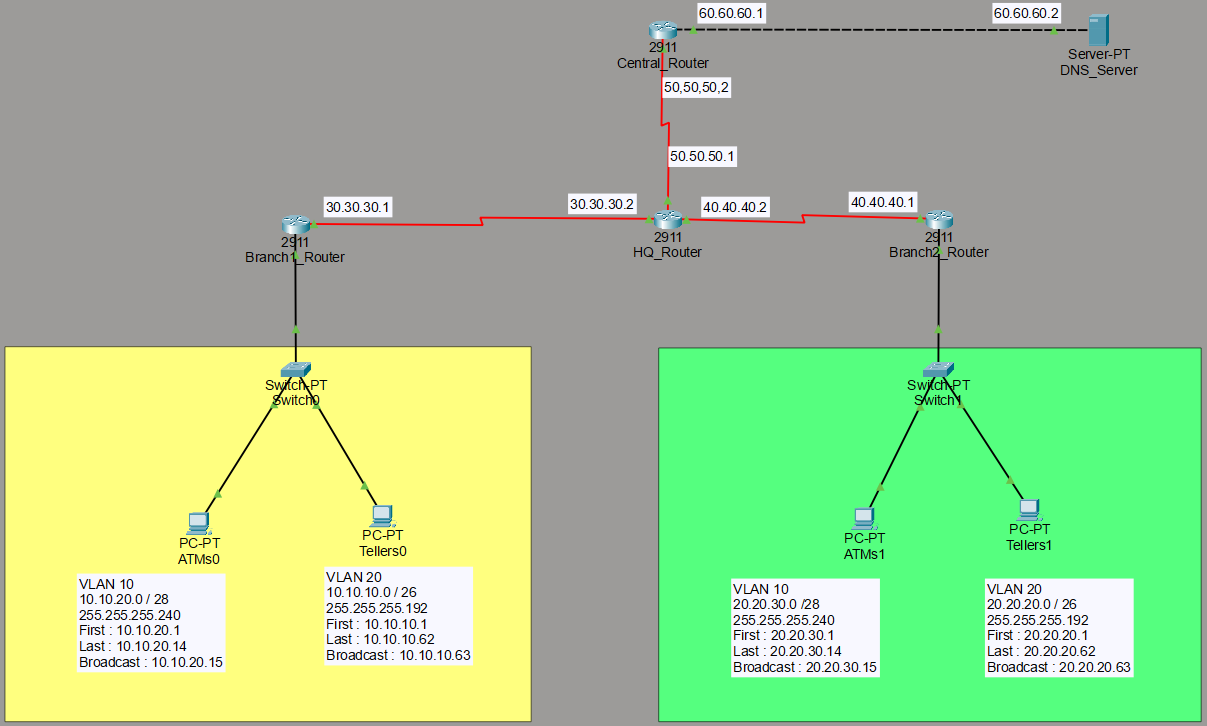 60.60.60.1
60.60.60.2
2911
Central_Router
Server-PT
DNS_Server
50,50,50,2
50.50.50.1
30.30.30.1
30.30.30.2
40.40.40.2
40.40.40.1
2911
Branch1_Router
2911
HQ_Router
2911
Branch2_Router
Switch-PT
Switch0
Switch-PT
Switch1
PC-PT
ATMs0
PC-PT
Tellers0
PC-PT
ATMs1
PC-PT
Tellers1
VLAN 10
10.10.20.0 / 28
255.255.255.240
First : 10.10.20.1
Last : 10.10.20.14
Broadcast : 10.10.20.15
VLAN 20
10.10.10.0 / 26
255.255.255.192
First : 10.10.10.1
Last : 10.10.10.62
Broadcast : 10.10.10.63
VLAN 10
20.20.30.0 /28
255.255.255.240
First : 20.20.30.1
Last : 20.20.30.14
Broadcast : 20.20.30.15
VLAN 20
20.20.20.0 / 26
255.255.255.192
First : 20.20.20.1
Last : 20.20.20.62
Broadcast : 20.20.20.63